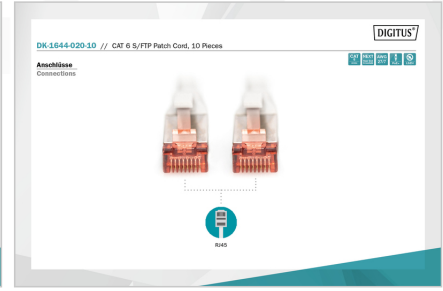 DIGITUS®
DK-1644-020-10 // CAT 6 S/FTP Patch Cord, 10 Pieces
Anschlüsse
Connections
RJ45